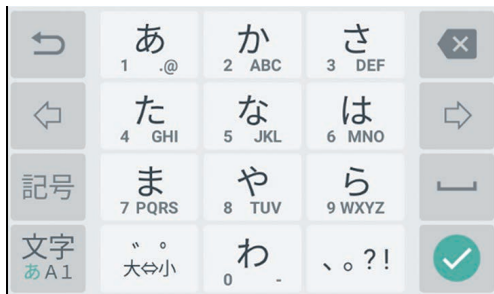 あ か さ
1 .@ 2 ABC 3 DEF
た な は
4 GHI 5 JKL 6 MNO
記号 ま や ら
7 PQRS 8 TUV 9 WXYZ
文字 ゛ ゜ わ 、。?!
あA1 大⇔小 0 -